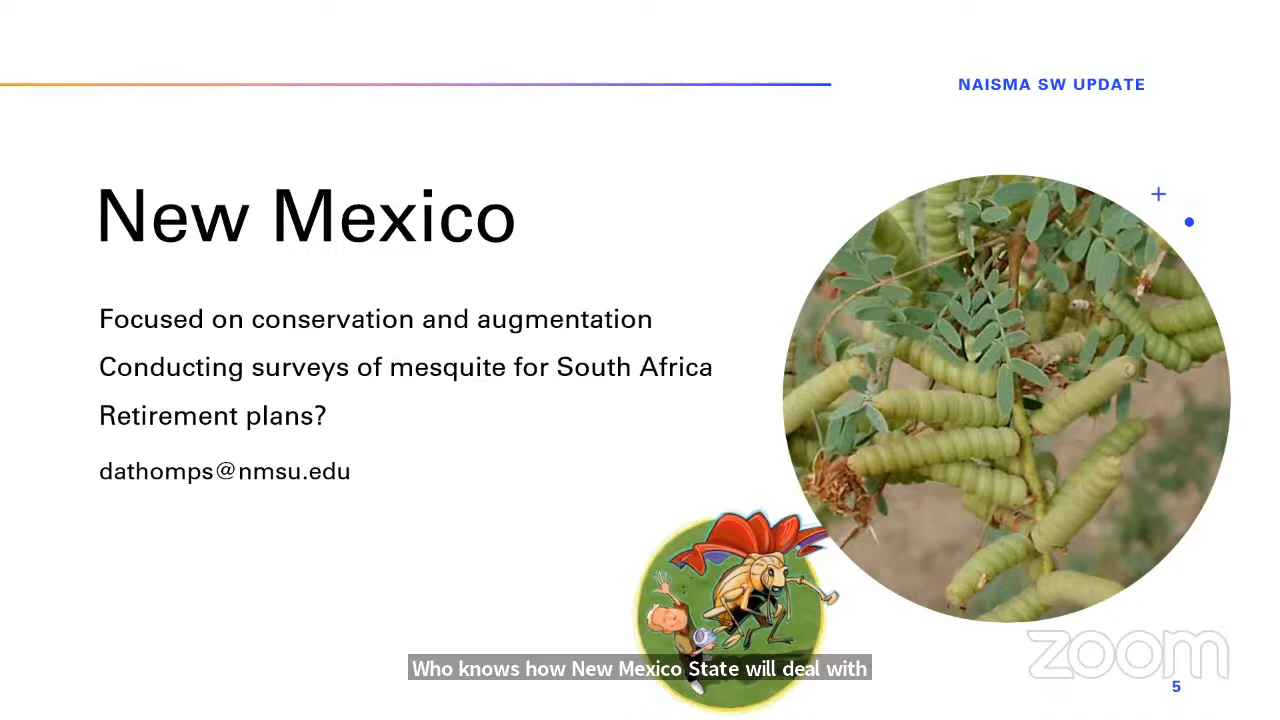 NAISMA SW UPDATE
New Mexico
Focused on conservation and augmentation
Conducting surveys of mesquite for South Africa
Retirement plans?
dathomps@nmsu.edu
Who knows how New Mexico State will deal with
zoom
5